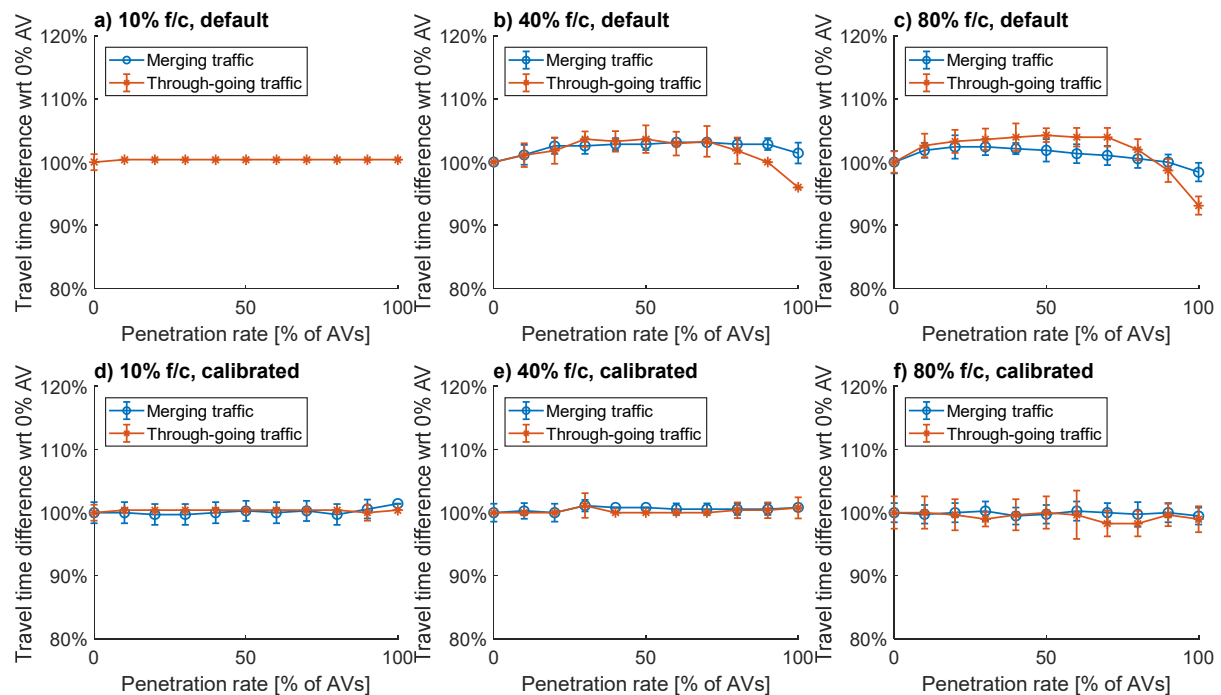 a) 10% f/c, default
Travel time difference wrt 0% AV
120%
110%
100%
90%
80%
Merging traffic
Through-going traffic
0
50
100
Penetration rate [% of AVs]
b) 40% f/c, default
Travel time difference wrt 0% AV
120%
110%
100%
90%
80%
Merging traffic
Through-going traffic
0
50
100
Penetration rate [% of AVs]
c) 80% f/c, default
Travel time difference wrt 0% AV
120%
110%
100%
90%
80%
Merging traffic
Through-going traffic
0
50
100
Penetration rate [% of AVs]
d) 10% f/c, calibrated
Travel time difference wrt 0% AV
120%
110%
100%
90%
80%
Merging traffic
Through-going traffic
0
50
100
Penetration rate [% of AVs]
e) 40% f/c, calibrated
Travel time difference wrt 0% AV
120%
110%
100%
90%
80%
Merging traffic
Through-going traffic
0
50
100
Penetration rate [% of AVs]
f) 80% f/c, calibrated
Travel time difference wrt 0% AV
120%
110%
100%
90%
80%
Merging traffic
Through-going traffic
0
50
100
Penetration rate [% of AVs]